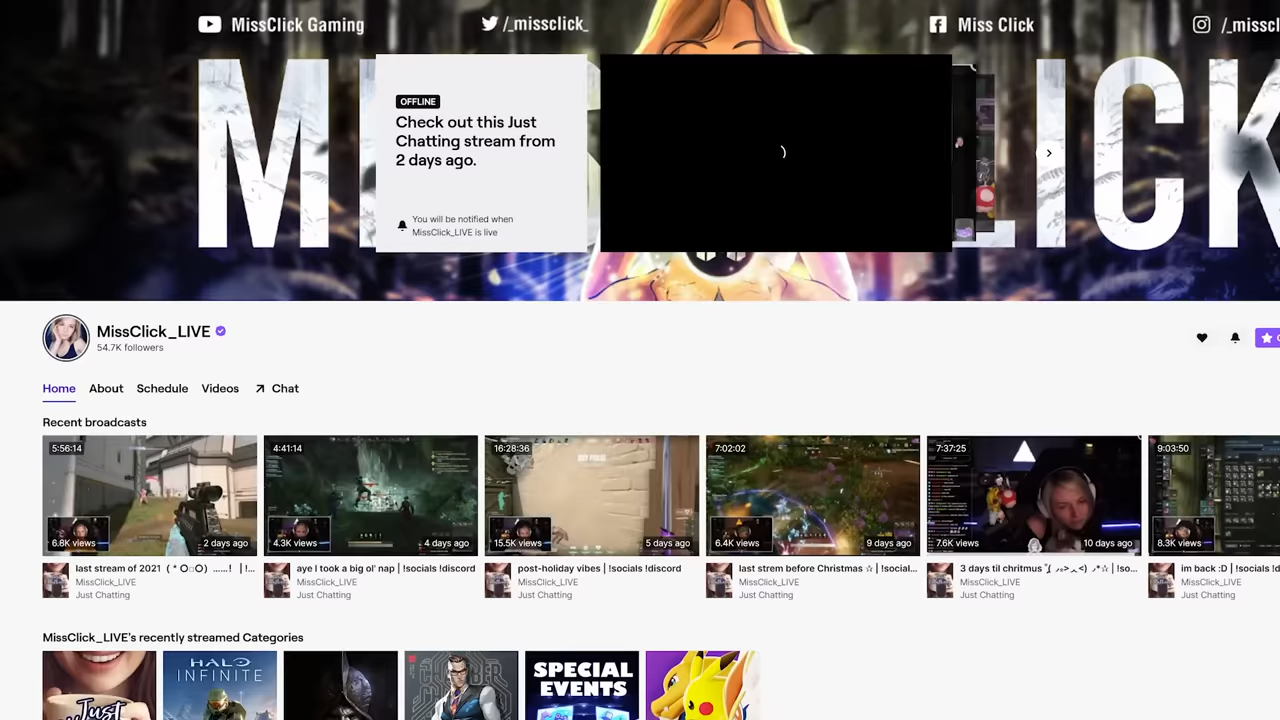 MissClick Gaming
/_missclick_
Miss Click
/_misscl
M
LICK
OFFLINE
Check out this Just
Chatting stream from
2 days ago.
You will be notified when
MissClick_LIVE is live
MissClick_LIVE
54.7K followers
Home About Schedule Videos Chat
Recent broadcasts
5:56:14
6.8K views
2 days ago
last stream of 2021
MissClick_LIVE
Just Chatting
4:41:14
4.3K views
4 days ago
aye I took a big ol' nap | !socials !discord
MissClick_LIVE
Just Chatting
16:28:36
15.5K views
5 days ago
post-holiday vibes | !socials !discord
MissClick_LIVE
Just Chatting
7:02:02
6.4K views
9 days ago
last strem before Christmas ☆ | !social...
MissClick_LIVE
Just Chatting
7:37:25
7.6K views
10 days ago
3 days til chritmus
MissClick_LIVE
Just Chatting
9:03:50
8.3K views
im back :D | !socials !d
MissClick_LIVE
Just Chatting
MissClick_LIVE's recently streamed Categories
Just
HALO
INFINITE
SPECIAL
EVENTS